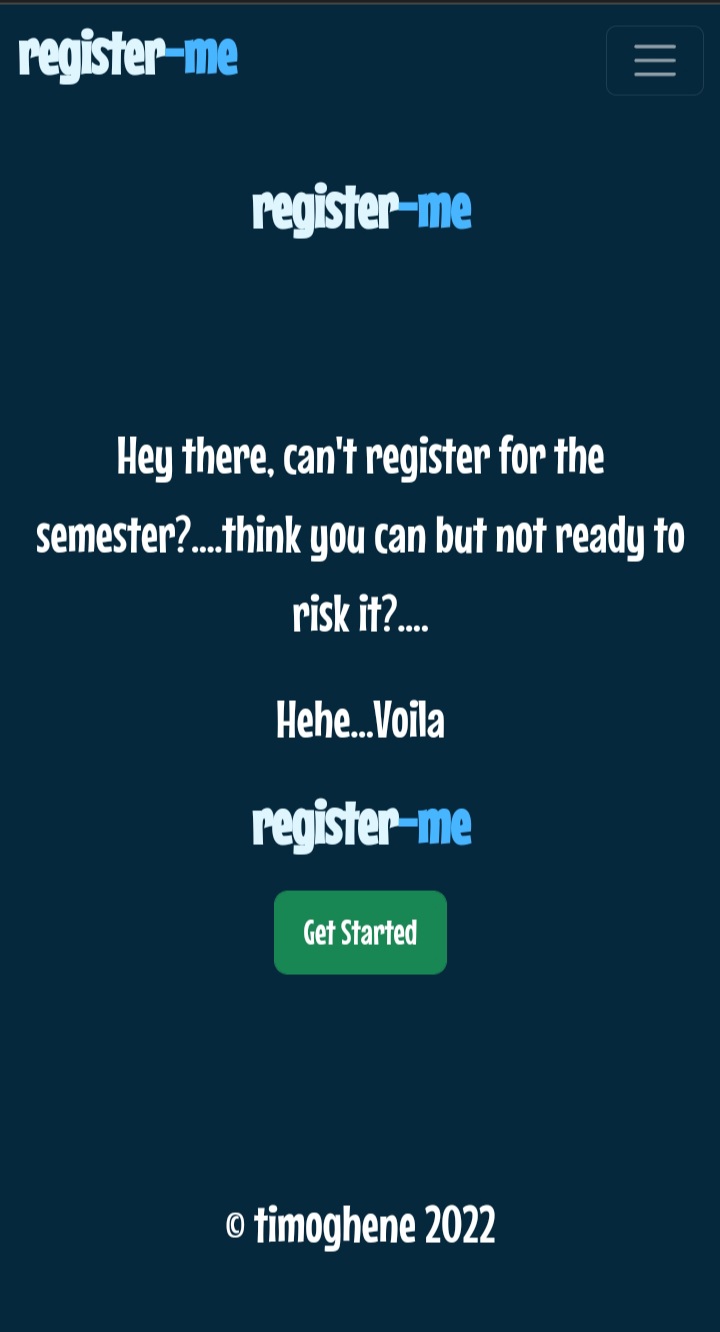 register-me
register-me
Hey there, can't register for the
semester?....think you can but not ready to
risk it?....
Hehe...Voila
register-me
Get Started
© timoghene 2022